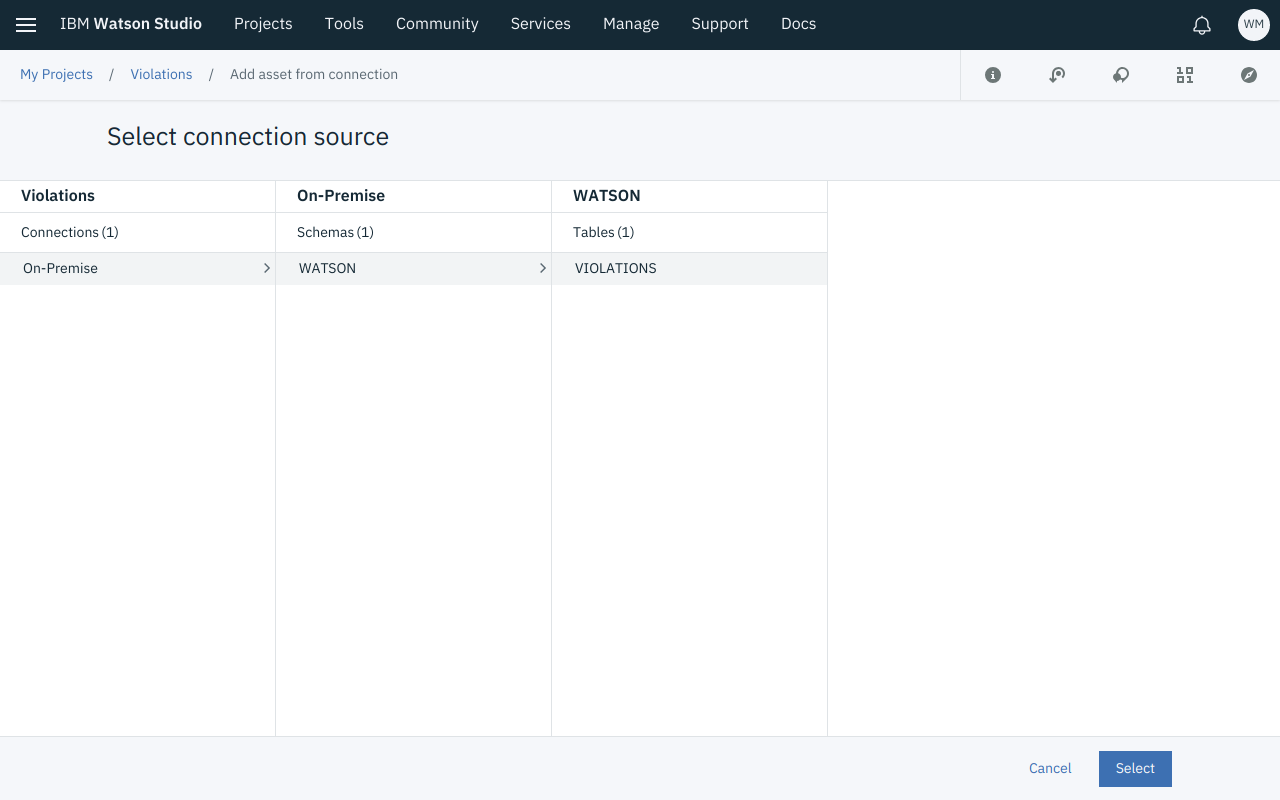 IBM Watson Studio Projects Tools Community Services Manage Support Docs WM
My Projects / Violations / Add asset from connection
Select connection source
Violations On-Premise WATSON
Connections (1) Schemas (1) Tables (1)
On-Premise WATSON VIOLATIONS
Cancel Select